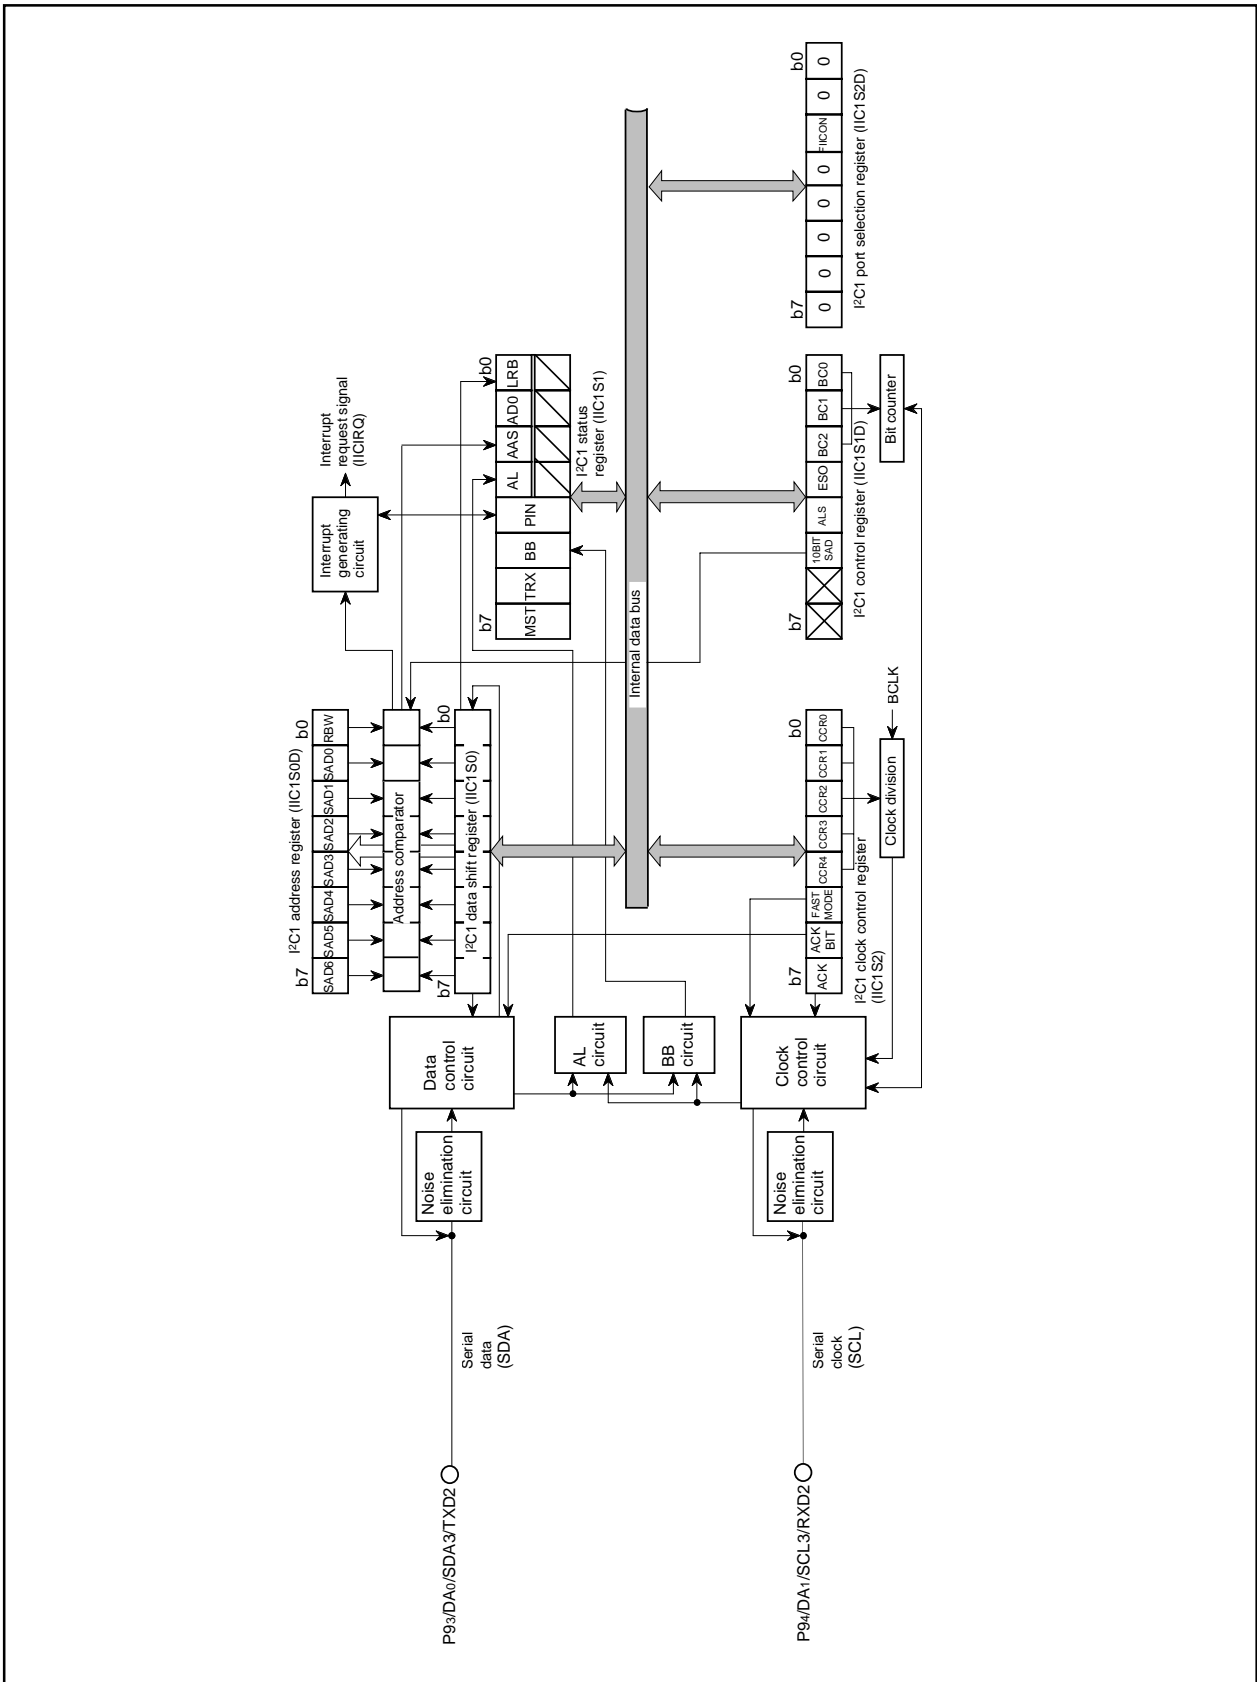 b7
b0
I²C1 address register (IIC1S0D)
SAD6
SAD5
SAD4
SAD3
SAD2
SAD1
SAD0
RBW
Address comparator
b7
b0
I²C1 data shift register (IIC1S0)
Interrupt
generating
circuit
Interrupt
request signal
(IICIRQ)
P93/DA0/SDA3/TXD2
Serial
data
(SDA)
Noise
elimination
circuit
Data
control
circuit
AL
circuit
BB
circuit
b7
b0
MST
TRX
BB
PIN
AL
AAS
AD0
LRB
I²C1 status
register (IIC1S1)
Internal data bus
P94/DA1/SCL3/RXD2
Serial
clock
(SCL)
Noise
elimination
circuit
Clock
control
circuit
b7
b0
ACK
ACK
BIT
FAST
MODE
CCR4
CCR3
CCR2
CCR1
CCR0
I²C1 clock control register
(IIC1S2)
Clock division
BCLK
b7
b0
10BIT
SAD
ALS
ESO
BC2
BC1
BC0
I²C1 control register (IIC1S1D)
Bit counter
b7
b0
0
0
0
0
0
FIICON
0
0
I²C1 port selection register (IIC1S2D)